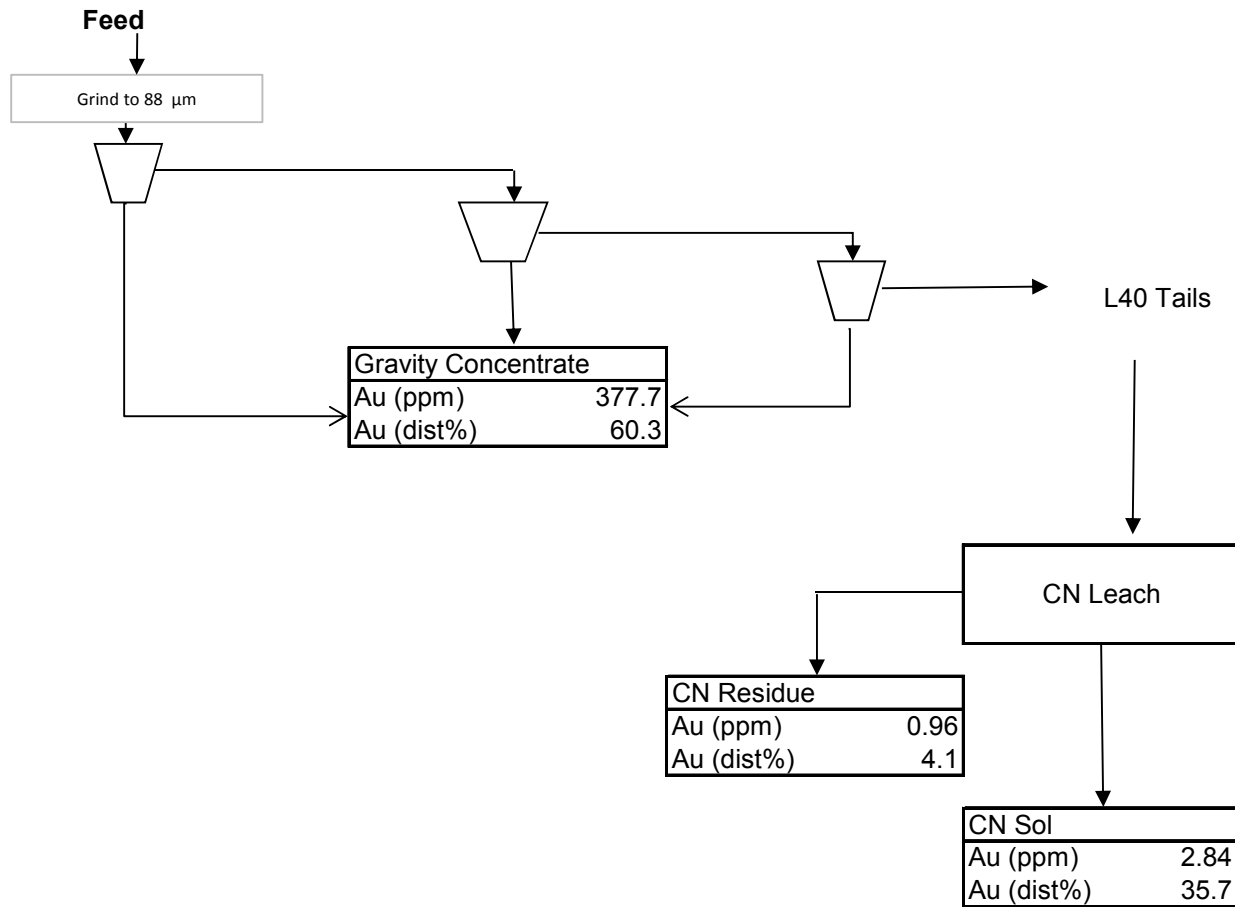 Feed
Grind to 88 µm
L40 Tails
Gravity Concentrate
Au (ppm) 377.7
Au (dist%) 60.3
CN Leach
CN Residue
Au (ppm) 0.96
Au (dist%) 4.1
CN Sol
Au (ppm) 2.84
Au (dist%) 35.7